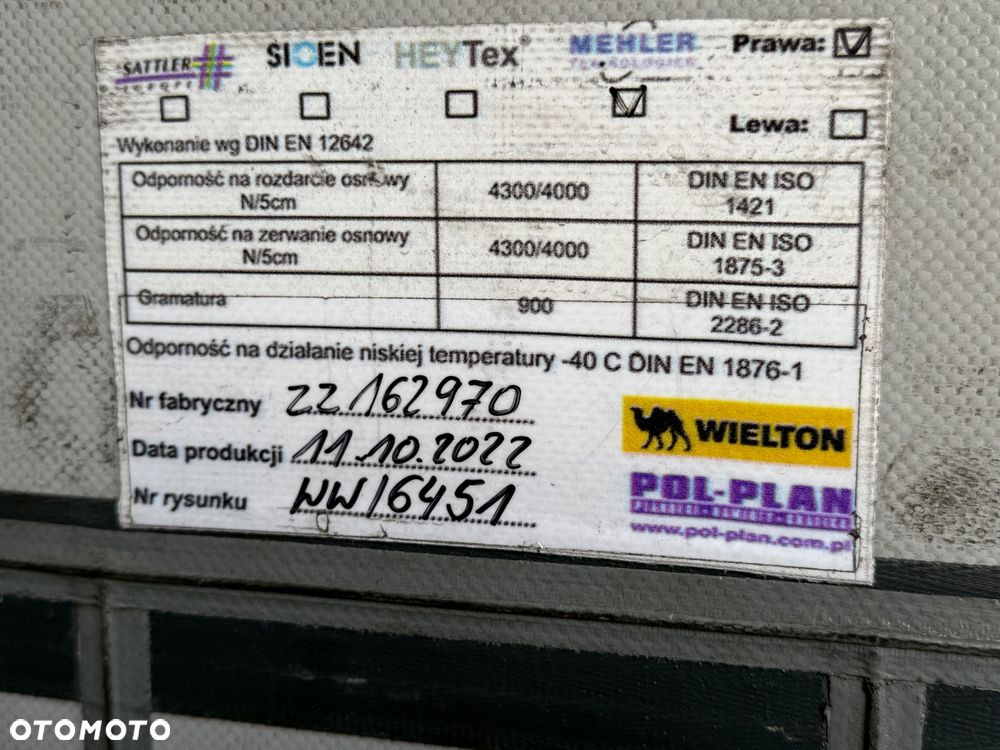 SATTLER SIOEN HEYTex® MEHLER Prawa:
EUROPE TEXNOLOGIES
Lewa:
Wykonanie wg DIN EN 12642
Odporność na rozdarcie osnowy N/5cm 4300/4000 DIN EN ISO 1421
Odporność na zerwanie osnowy N/5cm 4300/4000 DIN EN ISO 1875-3
Gramatura 900 DIN EN ISO 2286-2
Odporność na działanie niskiej temperatury -40 C DIN EN 1876-1
Nr fabryczny 22162970
Data produkcji 11.10.2022
Nr rysunku WW16451
WIELTON
POL-PLAN
www.pol-plan.com.pl
OTOMOTO